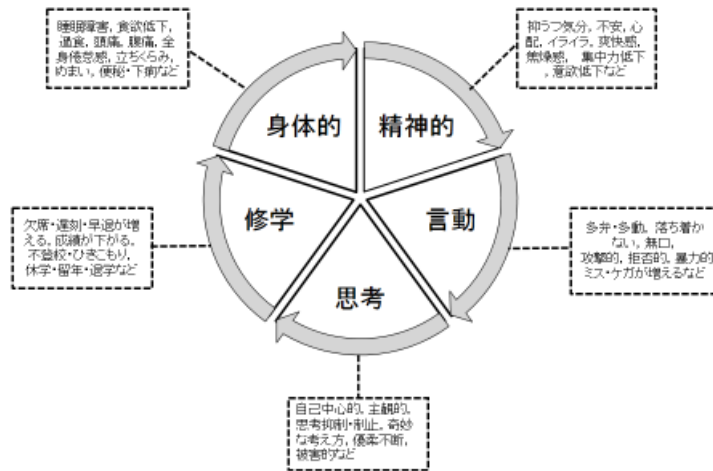 睡眠障害, 食欲低下,
過食, 頭痛, 腹痛, 全
身倦怠感, 立ちくらみ,
めまい, 便秘・下痢など
抑うつ気分, 不安, 心
配, イライラ, 爽快感,
焦燥感, 集中力低下
, 意欲低下など
身体的
精神的
修学
言動
思考
欠席・遅刻・早退が増
える, 成績が下がる,
不登校・ひきこもり,
休学・留年・退学など
多弁・多動, 落ち着か
ない, 無口,
攻撃的, 拒否的, 暴力的
ミス・ケガが増えるなど
自己中心的, 主観的,
思考抑制・制止, 奇妙
な考え方, 優柔不断,
被害的など